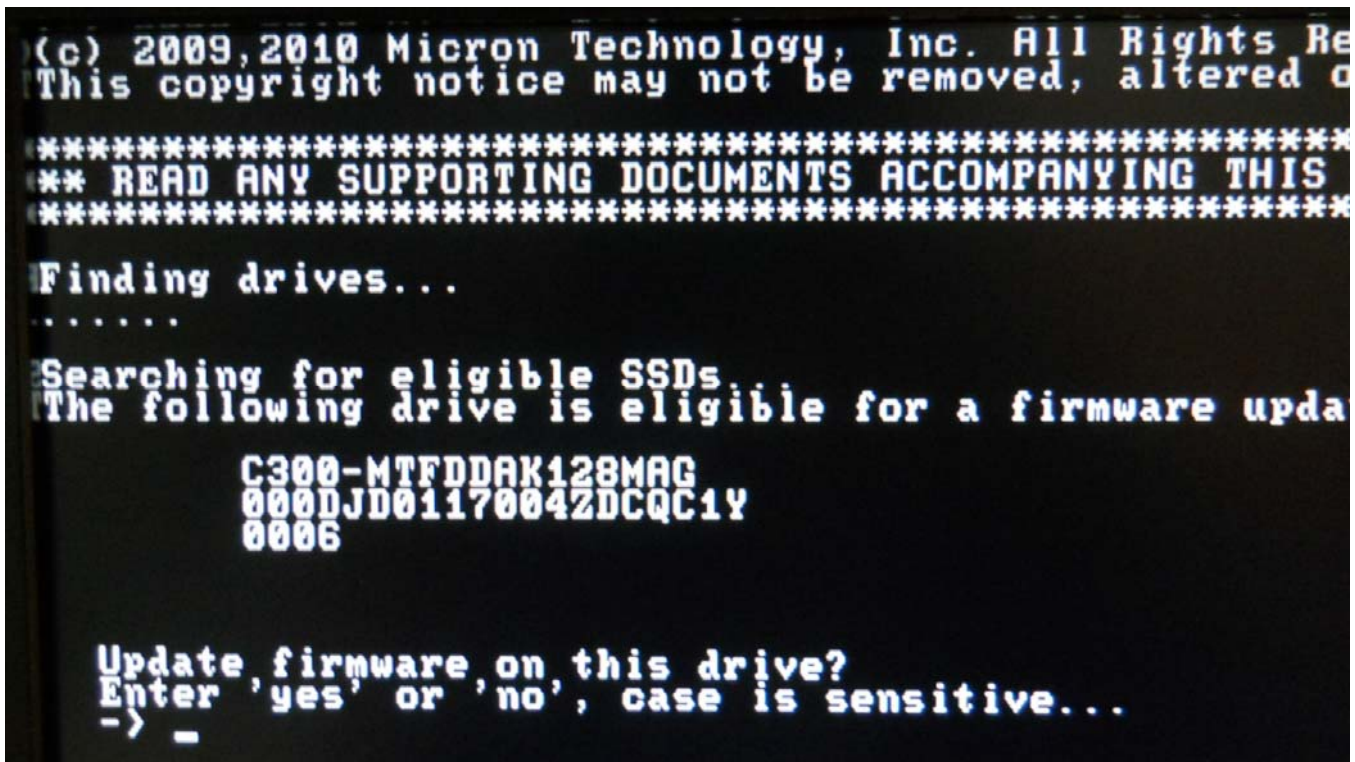 (c) 2009,2010 Micron Technology, Inc. All Rights Re
This copyright notice may not be removed, altered o
*****************************************************
** READ ANY SUPPORTING DOCUMENTS ACCOMPANYING THIS
*****************************************************
Finding drives...
.......
Searching for eligible SSDs...
The following drive is eligible for a firmware upda
C300-MTFDDAK128MAG
000DJD0117004ZDCQC1Y
0006
Update firmware on this drive?
Enter 'yes' or 'no', case is sensitive...
-> _